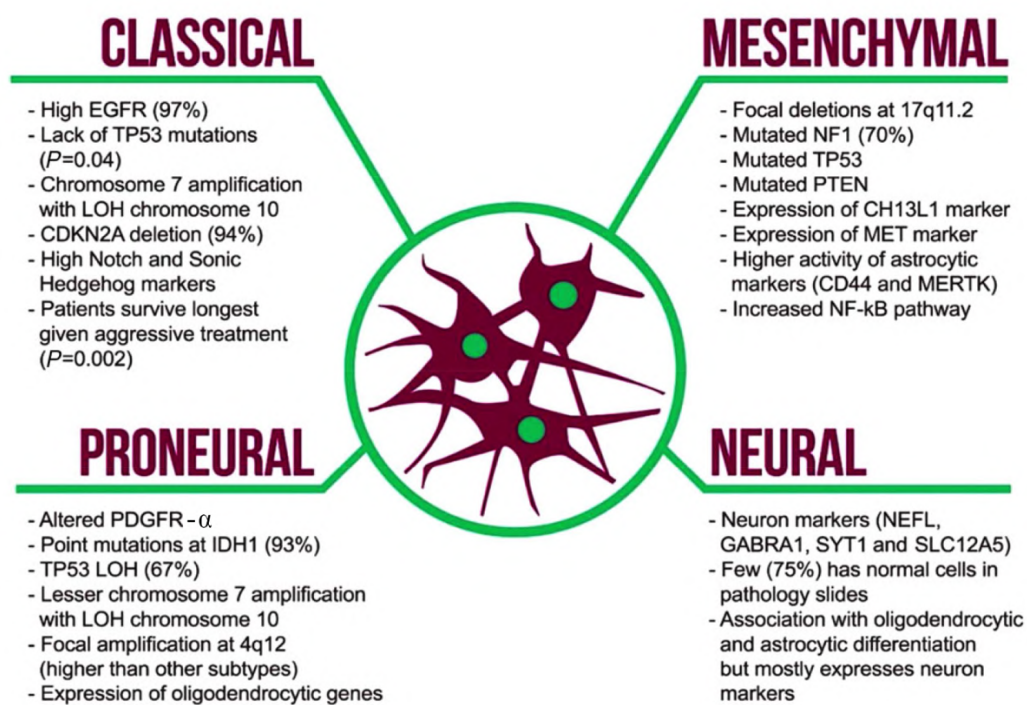 CLASSICAL
- High EGFR (97%)
- Lack of TP53 mutations
(P=0.04)
- Chromosome 7 amplification
with LOH chromosome 10
- CDKN2A deletion (94%)
- High Notch and Sonic
Hedgehog markers
- Patients survive longest
given aggressive treatment
(P=0.002)
MESENCHYMAL
- Focal deletions at 17q11.2
- Mutated NF1 (70%)
- Mutated TP53
- Mutated PTEN
- Expression of CH13L1 marker
- Expression of MET marker
- Higher activity of astrocytic
markers (CD44 and MERTK)
- Increased NF-kB pathway
PRONEURAL
- Altered PDGFR-α
- Point mutations at IDH1 (93%)
- TP53 LOH (67%)
- Lesser chromosome 7 amplification
with LOH chromosome 10
- Focal amplification at 4q12
(higher than other subtypes)
- Expression of oligodendrocytic genes
NEURAL
- Neuron markers (NEFL,
GABRA1, SYT1 and SLC12A5)
- Few (75%) has normal cells in
pathology slides
- Association with oligodendrocytic
and astrocytic differentiation
but mostly expresses neuron
markers